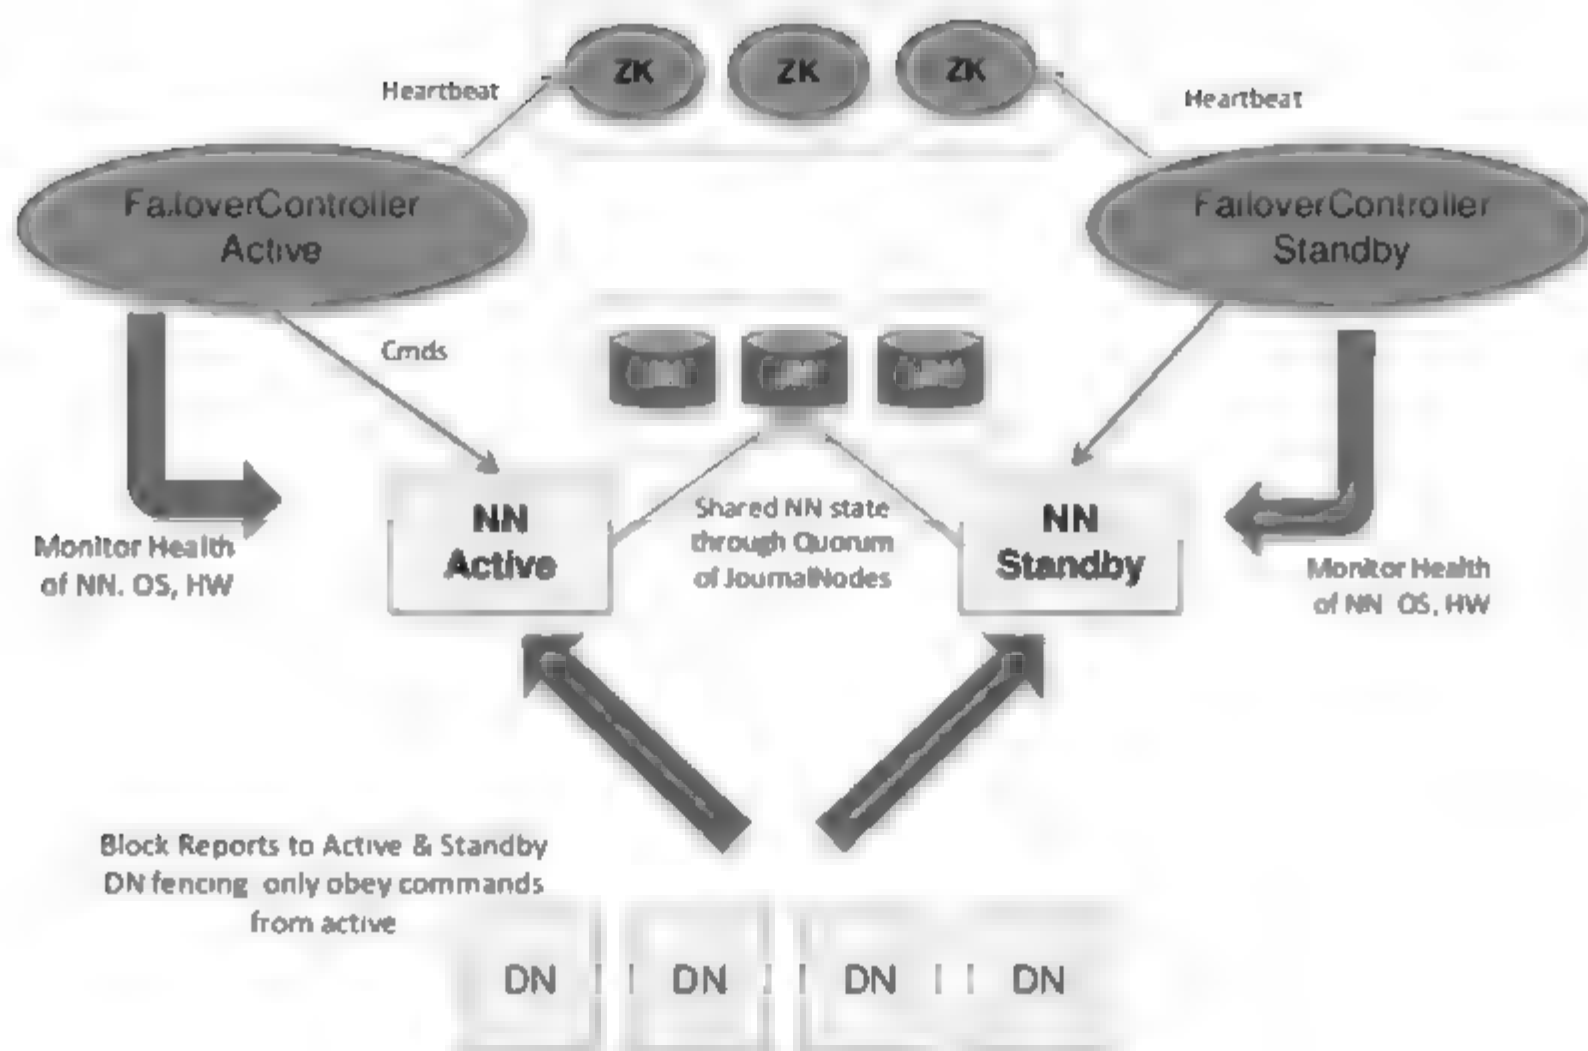 ZK
ZK
ZK
Heartbeat
Heartbeat
FailoverController
Active
FailoverController
Standby
Cmds
NN
Active
Shared NN state
through Quorum
of JournalNodes
NN
Standby
Monitor Health
of NN. OS, HW
Monitor Health
of NN OS, HW
Block Reports to Active & Standby
DN fencing only obey commands
from active
DN
DN
DN
DN